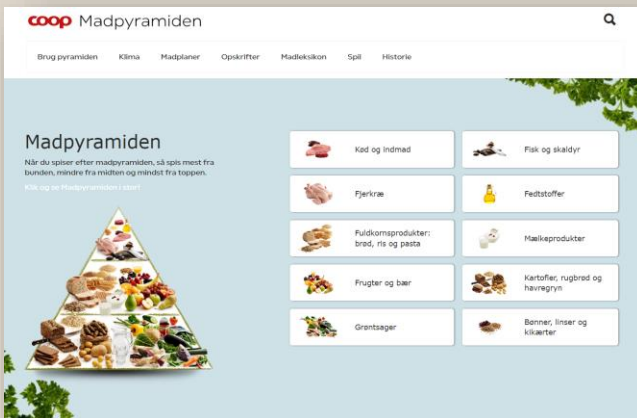 coop Madpyramiden
Brug pyramiden Klima Madplaner Opskrifter Madleksikon Spil Historie
Madpyramiden
Når du spiser efter madpyramiden, så spis mest fra
bunden, mindre fra midten og mindst fra toppen.
Klik og se Madpyramiden i stor!
Kød og indmad
Fisk og skaldyr
Fjerkræ
Fedtstoffer
Fuldkornsprodukter:
brød, ris og pasta
Mælkeprodukter
Frugter og bær
Kartofler, rugbrød og
havregryn
Grøntsager
Bønner, linser og
kikærter